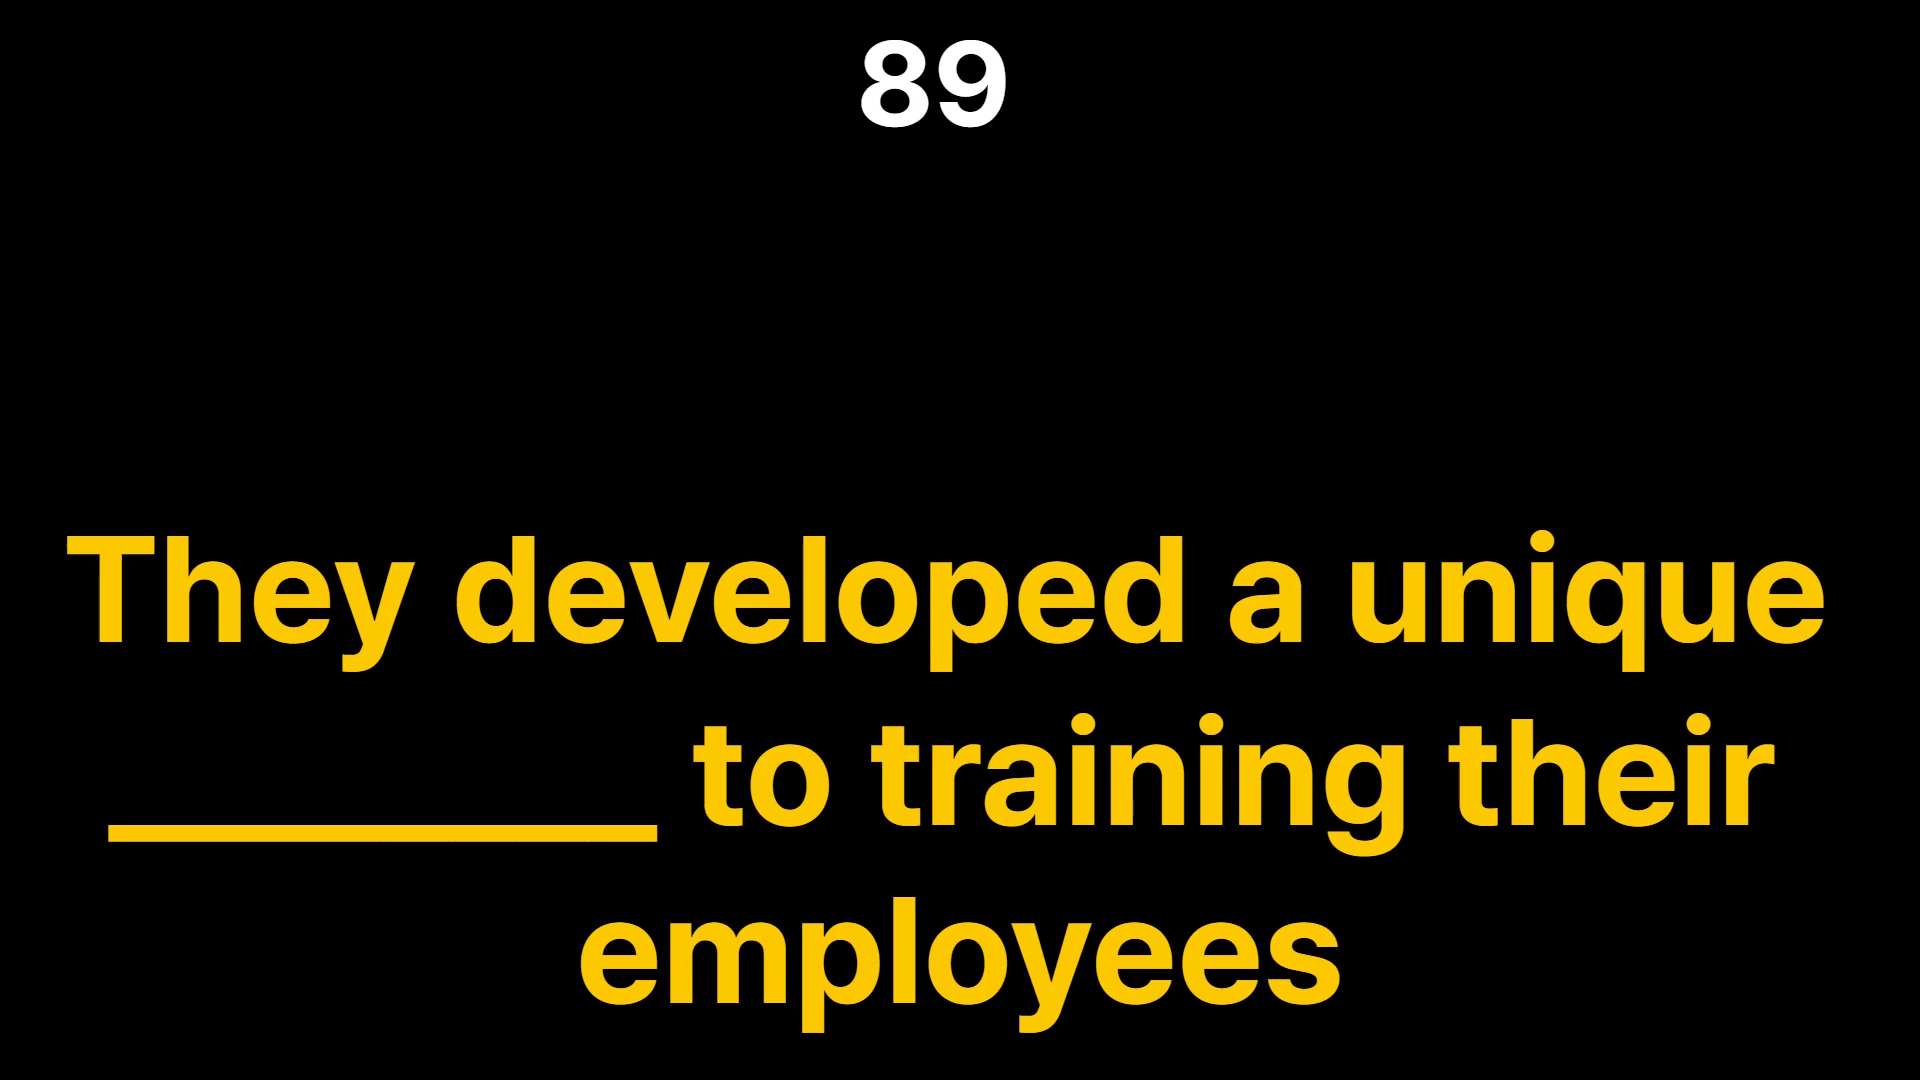 89
They developed a unique
________ to training their
employees